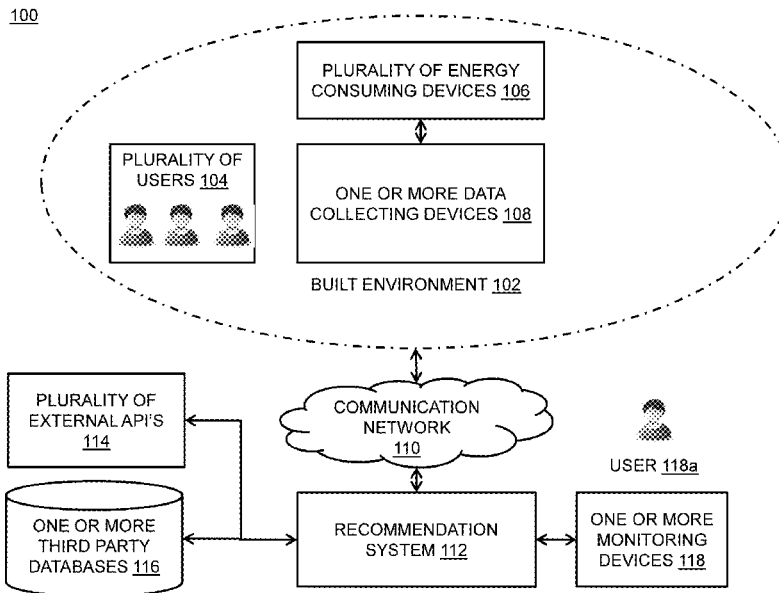 100
PLURALITY OF ENERGY
CONSUMING DEVICES 106
PLURALITY OF
USERS 104
ONE OR MORE DATA
COLLECTING DEVICES 108
BUILT ENVIRONMENT 102
PLURALITY OF
EXTERNAL API'S
114
COMMUNICATION
NETWORK
110
USER 118a
ONE OR MORE
THIRD PARTY
DATABASES 116
RECOMMENDATION
SYSTEM 112
ONE OR MORE
MONITORING
DEVICES 118